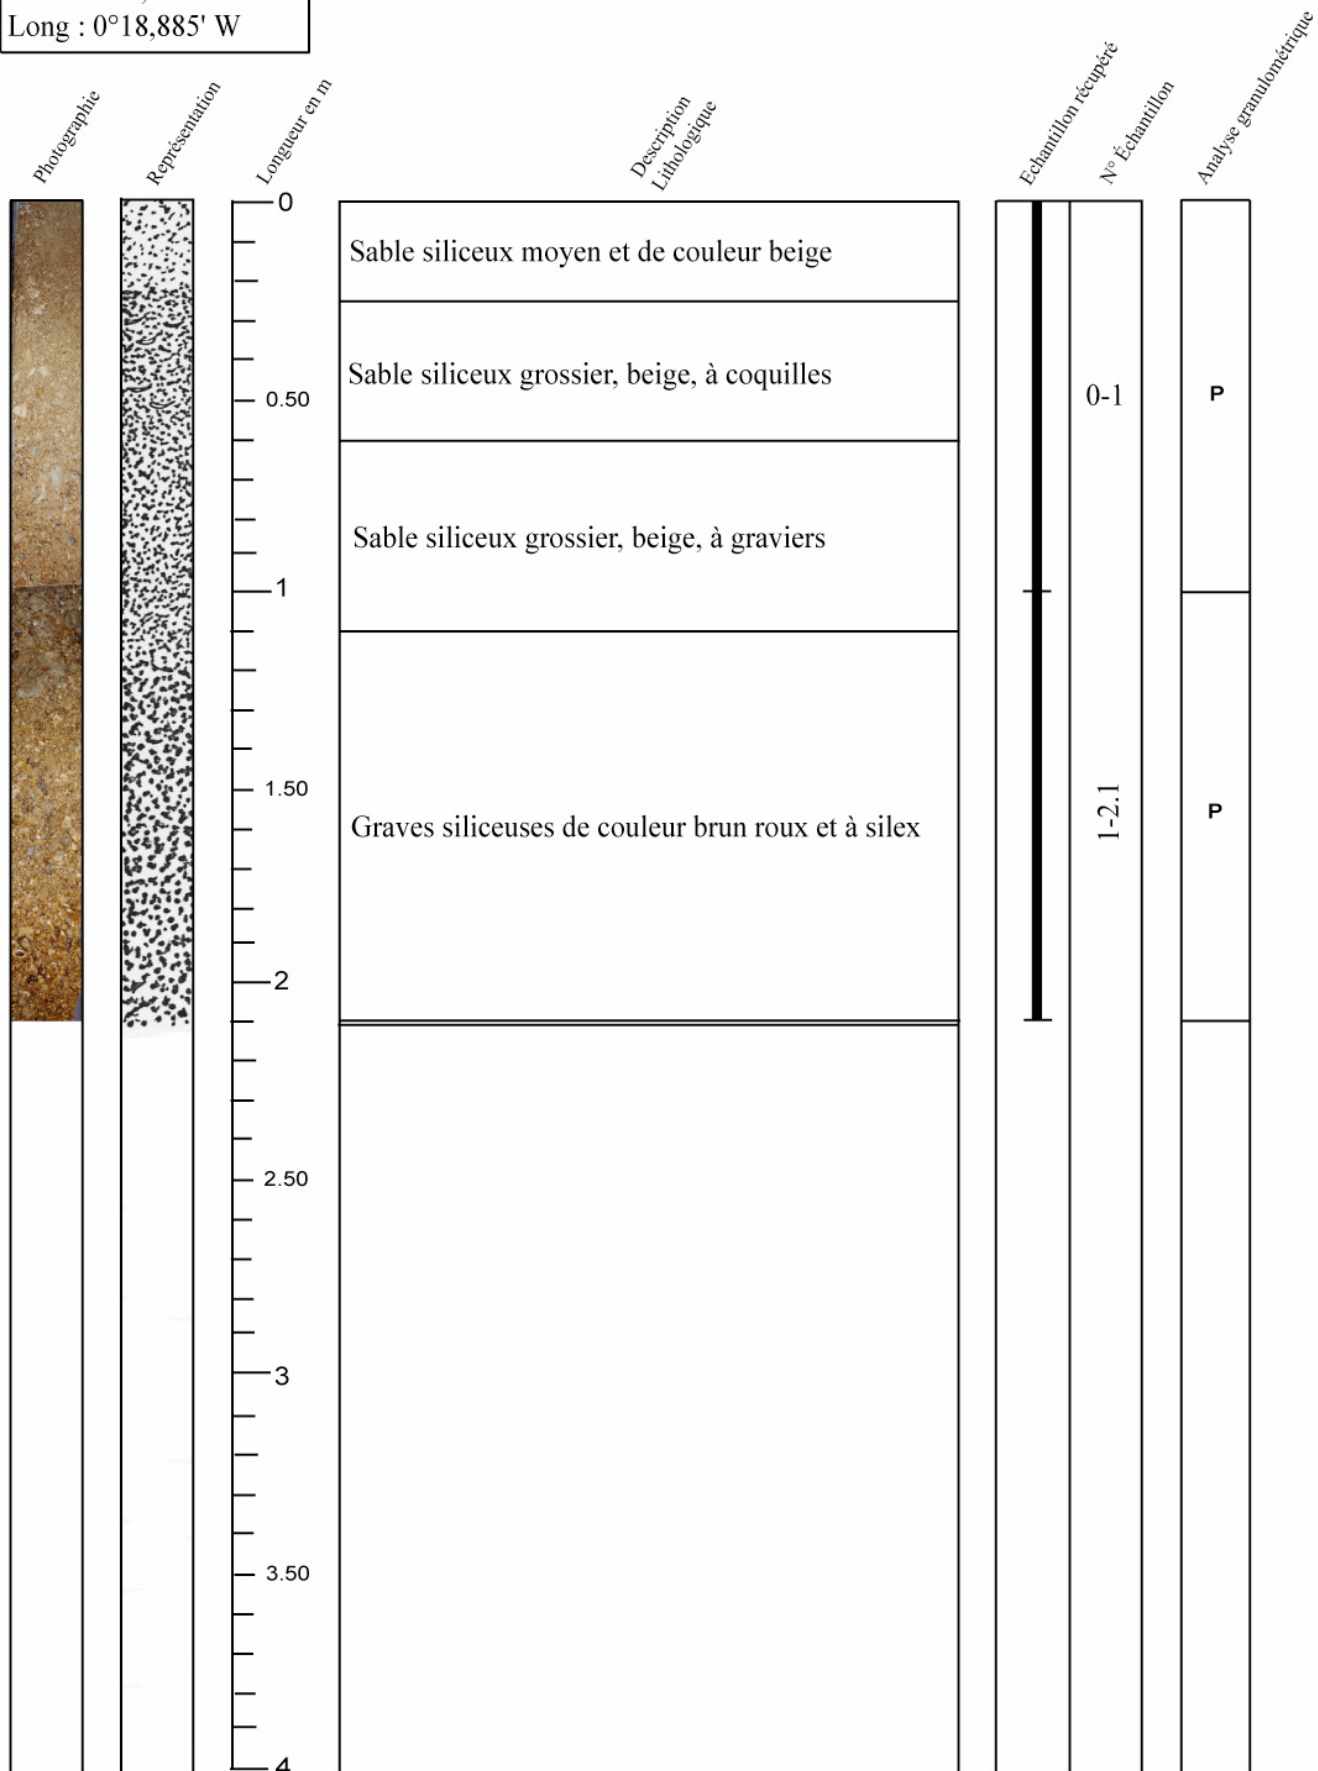 Long : 0°18,885' W
Photographie
Représentation
Longueur en m
Description
Lithologique
Echantillon récupéré
N° Échantillon
Analyse granulométrique
0
Sable siliceux moyen et de couleur beige
Sable siliceux grossier, beige, à coquilles
0.50
0-1
P
Sable siliceux grossier, beige, à graviers
1
1.50
Graves siliceuses de couleur brun roux et à silex
1-2.1
P
2
2.50
3
3.50
4